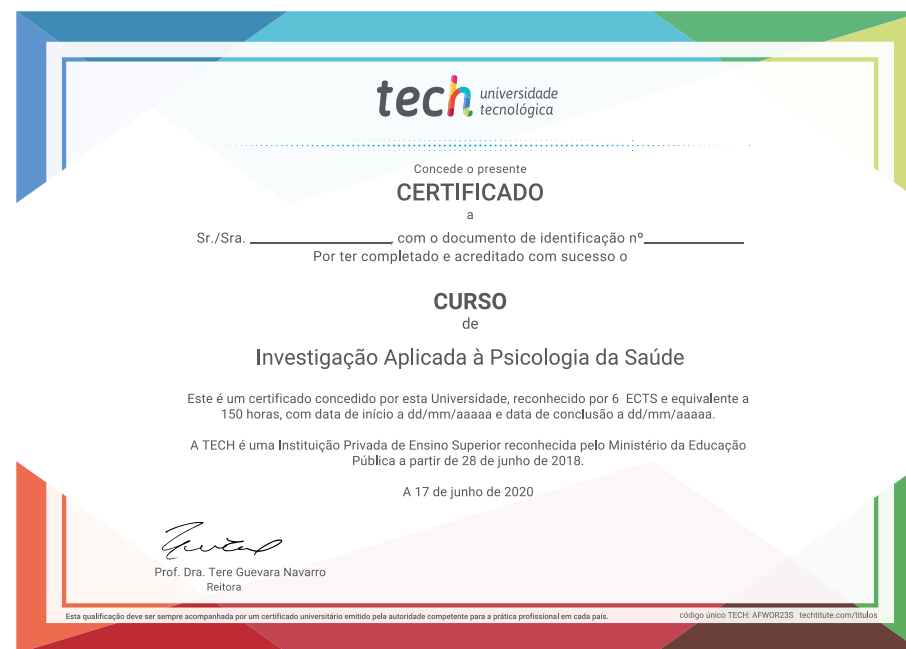 tech universidade
tecnológica
Concede o presente
CERTIFICADO
a
Sr./Sra. ________________, com o documento de identificação nº____________
Por ter completado e acreditado com sucesso o
CURSO
de
Investigação Aplicada à Psicologia da Saúde
Este é um certificado concedido por esta Universidade, reconhecido por 6 ECTS e equivalente a
150 horas, com data de início a dd/mm/aaaaa e data de conclusão a dd/mm/aaaaa.
A TECH é uma Instituição Privada de Ensino Superior reconhecida pelo Ministério da Educação
Pública a partir de 28 de junho de 2018.
A 17 de junho de 2020
Prof. Dra. Tere Guevara Navarro
Reitora
Esta qualificação deve ser sempre acompanhada por um certificado universitário emitido pela autoridade competente para a prática profissional em cada país.
código único TECH: AFWOR23S techtitute.com/titulos